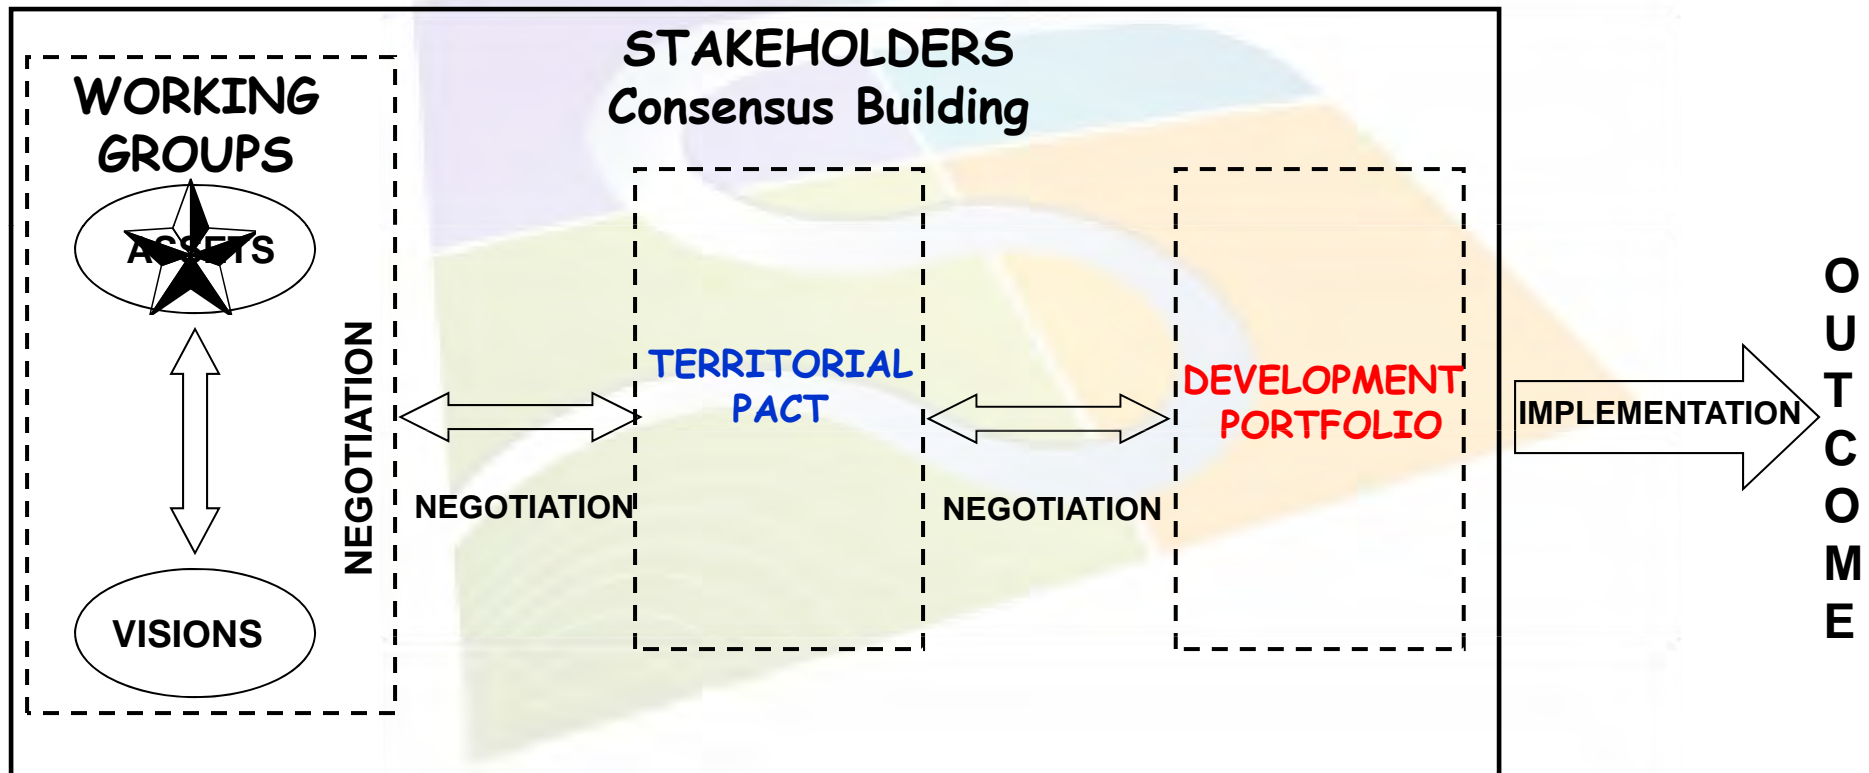 STAKEHOLDERS
Consensus Building
WORKING
GROUPS
ASSETS
NEGOTIATION
VISIONS
NEGOTIATION
TERRITORIAL
PACT
NEGOTIATION
DEVELOPMENT
PORTFOLIO
IMPLEMENTATION
OUTCOME